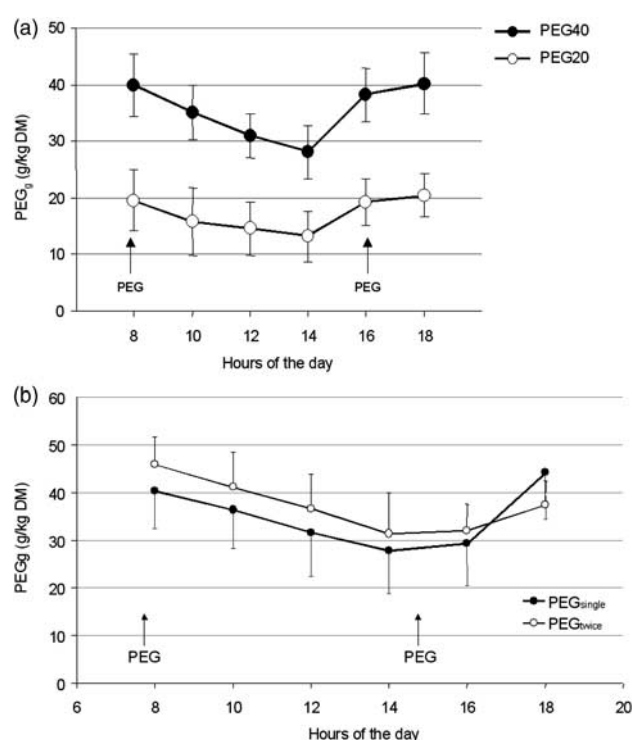 (a)
PEG40
PEG20
50
40
30
20
10
0
PEGg (g/kg DM)
PEG
PEG
8 10 12 14 16 18
Hours of the day
(b)
60
50
40
30
20
10
0
PEGg (g/kg DM)
PEGsingle
PEGtwice
PEG
PEG
6 8 10 12 14 16 18 20
Hours of the day